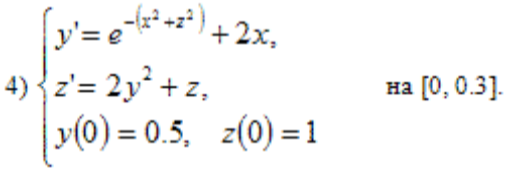 y' = e^{-(x^2+z^2)} + 2x,
4) z' = 2y^2 + z, на [0, 0.3].
y(0) = 0.5, z(0) = 1